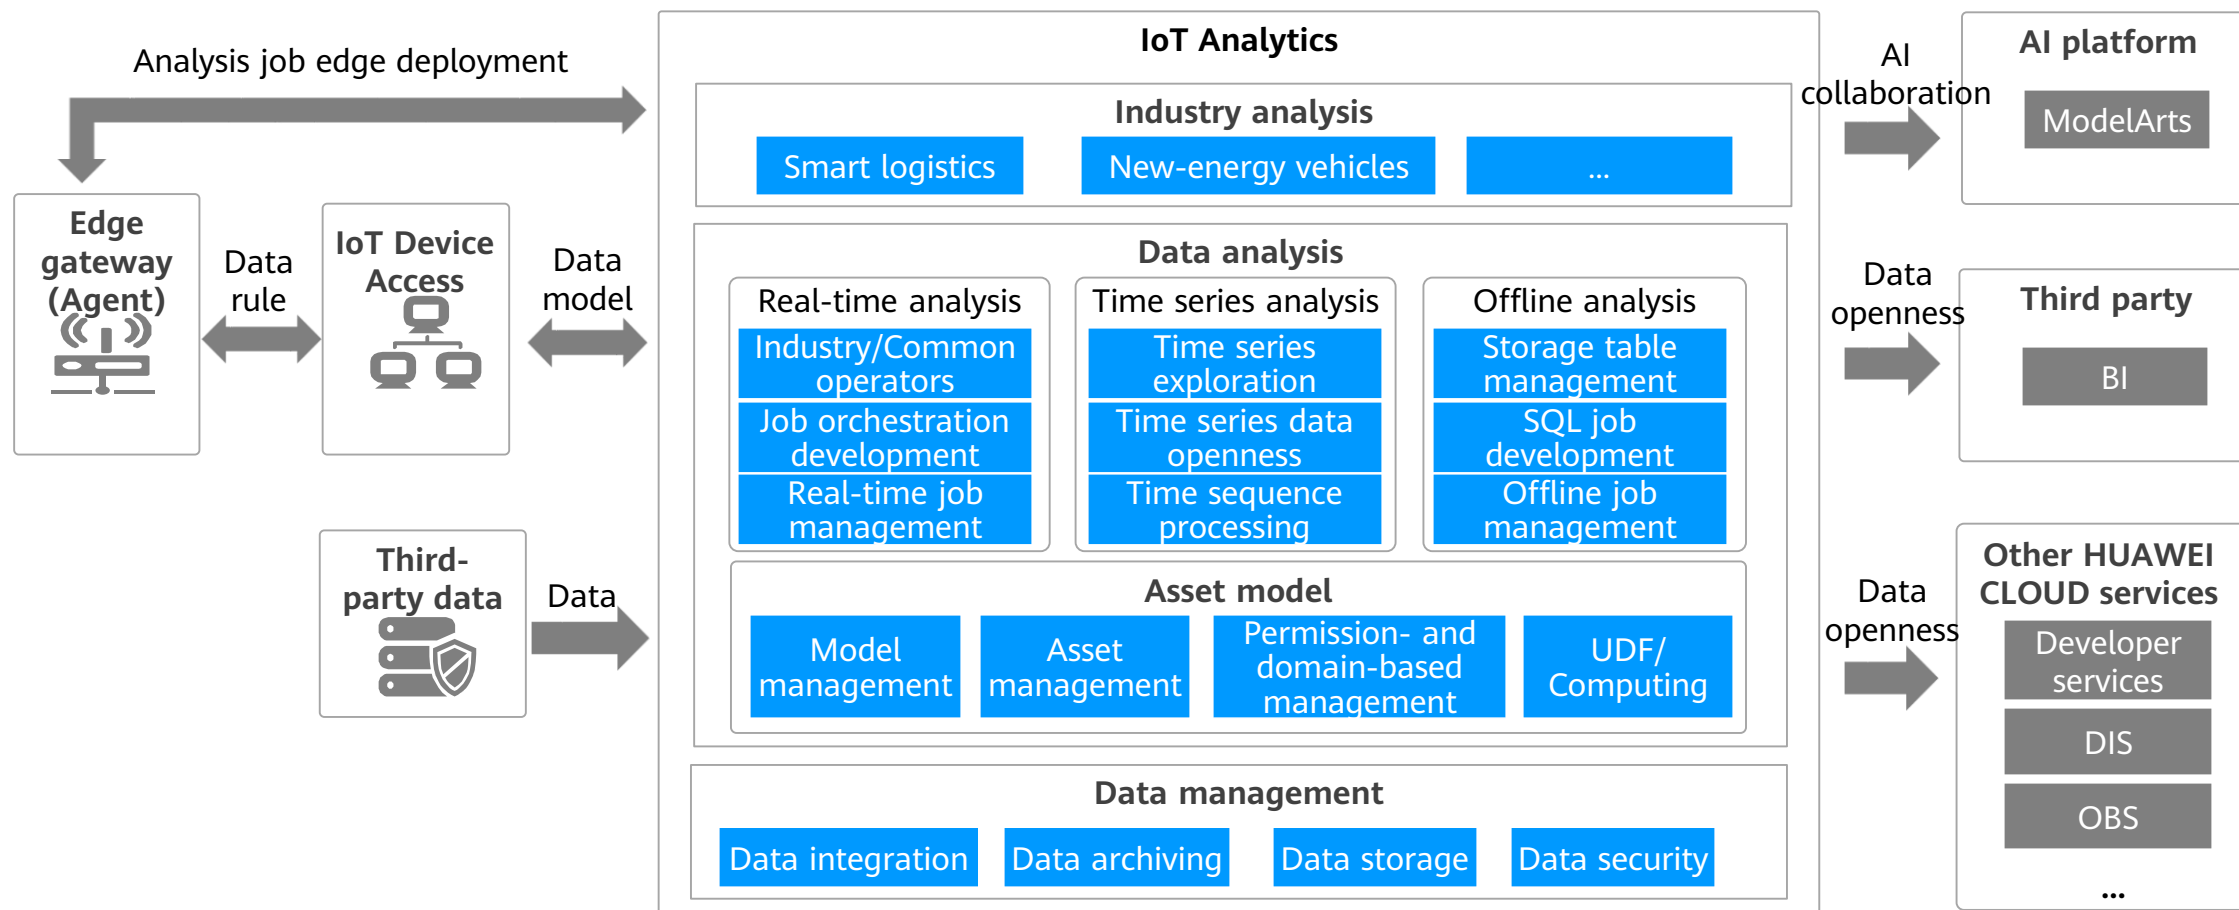 Analysis job edge deployment
Edge
gateway
(Agent)
Data
rule
IoT Device
Access
Data
model
Third-
party data
Data
IoT Analytics
Industry analysis
Smart logistics
New-energy vehicles
...
Data analysis
Real-time analysis
Industry/Common
operators
Job orchestration
development
Real-time job
management
Time series analysis
Time series
exploration
Time series data
openness
Time sequence
processing
Offline analysis
Storage table
management
SQL job
development
Offline job
management
Asset model
Model
management
Asset
management
Permission- and
domain-based
management
UDF/
Computing
Data management
Data integration
Data archiving
Data storage
Data security
AI
collaboration
AI platform
ModelArts
Data
openness
Third party
BI
Data
openness
Other HUAWEI
CLOUD services
Developer
services
DIS
OBS
...